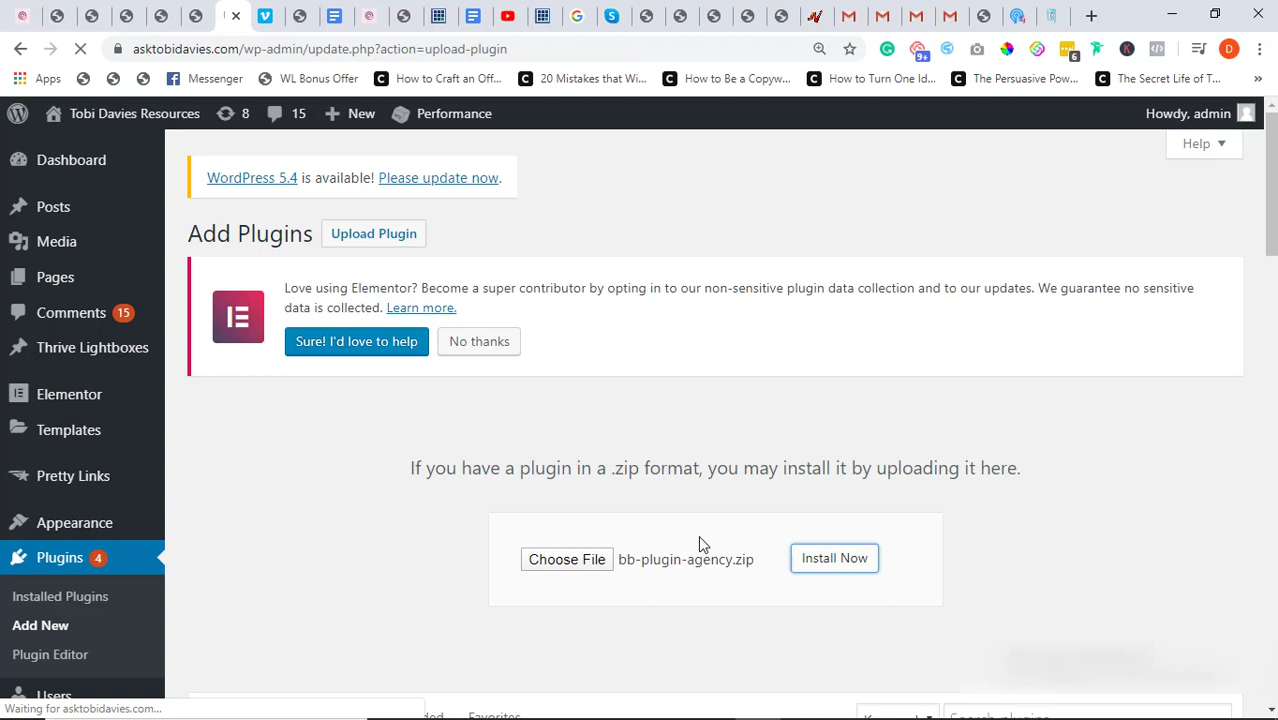 asktobidavies.com/wp-admin/update.php?action=upload-plugin
9+
6
K
D
Apps
Messenger
WL Bonus Offer
How to Craft an Off...
20 Mistakes that Wi...
How to Be a Copyw...
How to Turn One Id...
The Persuasive Pow...
The Secret Life of T...
Tobi Davies Resources
8
15
New
Performance
Howdy, admin
Help
Dashboard
Posts
Media
Pages
Comments 15
Thrive Lightboxes
Elementor
Templates
Pretty Links
Appearance
Plugins 4
Installed Plugins
Add New
Plugin Editor
Users
WordPress 5.4 is available! Please update now.
Add Plugins
Upload Plugin
Love using Elementor? Become a super contributor by opting in to our non-sensitive plugin data collection and to our updates. We guarantee no sensitive
data is collected. Learn more.
Sure! I'd love to help
No thanks
If you have a plugin in a .zip format, you may install it by uploading it here.
Choose File
bb-plugin-agency.zip
Install Now
Favorites
Search plugins...
Waiting for asktobidavies.com...